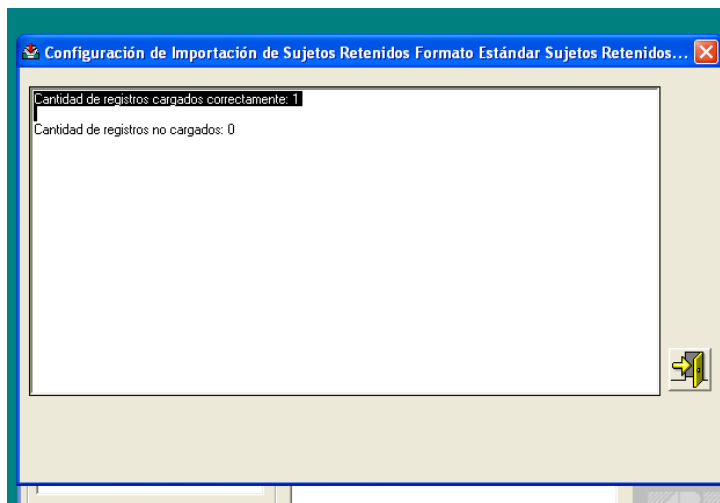 Configuración de Importación de Sujetos Retenidos Formato Estándar Sujetos Retenidos...
Cantidad de registros cargados correctamente: 1
Cantidad de registros no cargados: 0